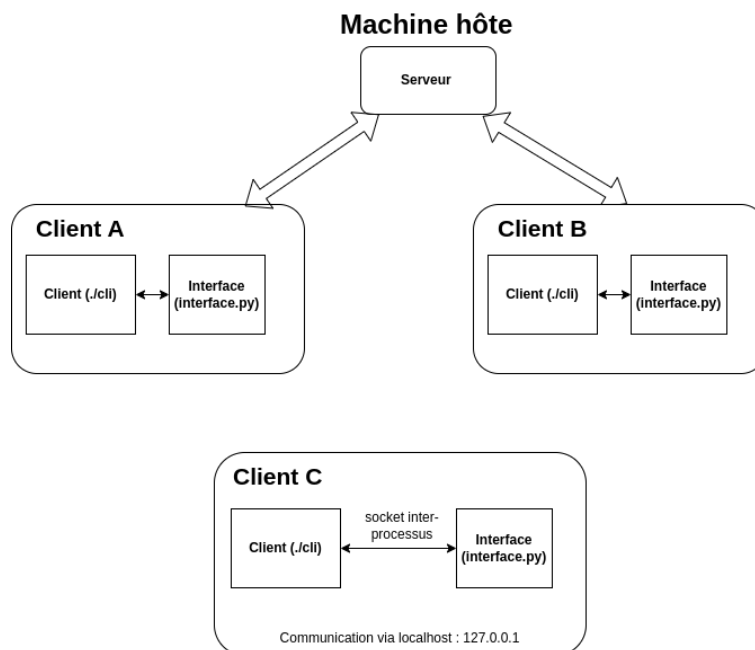 Machine hôte
Serveur
Client A
Client (./cli)
Interface
(interface.py)
Client B
Client (./cli)
Interface
(interface.py)
Client C
Client (./cli)
socket inter-
processus
Interface
(interface.py)
Communication via localhost : 127.0.0.1